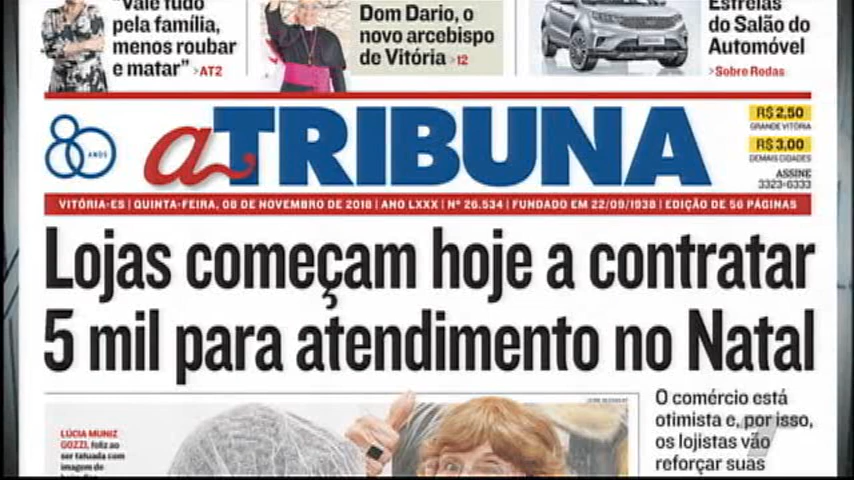 "Vale tudo
pela família,
menos roubar
e matar" >AT2
Dom Dario, o
novo arcebispo
de Vitória >12
Estrelas
do Salão do
Automóvel
>Sobre Rodas
80
ANOS
aTRIBUNA
R$ 2,50
GRANDE VITÓRIA
R$ 3,00
DEMAIS CIDADES
ASSINE
3323-6333
VITÓRIA-ES | QUINTA-FEIRA, 08 DE NOVEMBRO DE 2018 | ANO LXXX | Nº 26.534 | FUNDADO EM 22/09/1938 | EDIÇÃO DE 56 PÁGINAS
Lojas começam hoje a contratar
5 mil para atendimento no Natal
LÚCIA MUNIZ
GOZZI, feliz ao
ser tatuada com
imagem de
O comércio está
otimista e, por isso,
os lojistas vão
reforçar suas